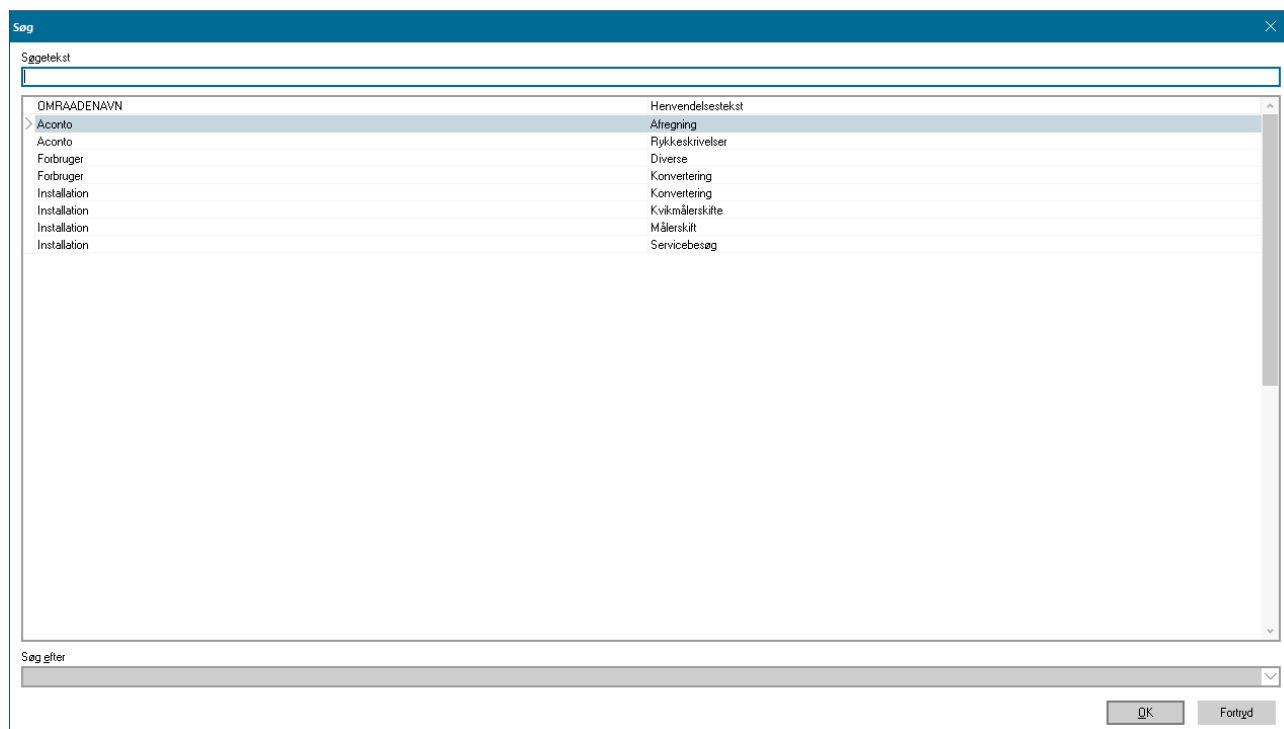 Søg
Søgetekst
OMRAADENAVN Henvendelsestekst
Aconto Afregning
Aconto Rykkeskrivelser
Forbruger Diverse
Forbruger Konvertering
Installation Konvertering
Installation Kvikmålerskifte
Installation Målerskift
Installation Servicebesøg
Søg efter
OK Fortryd